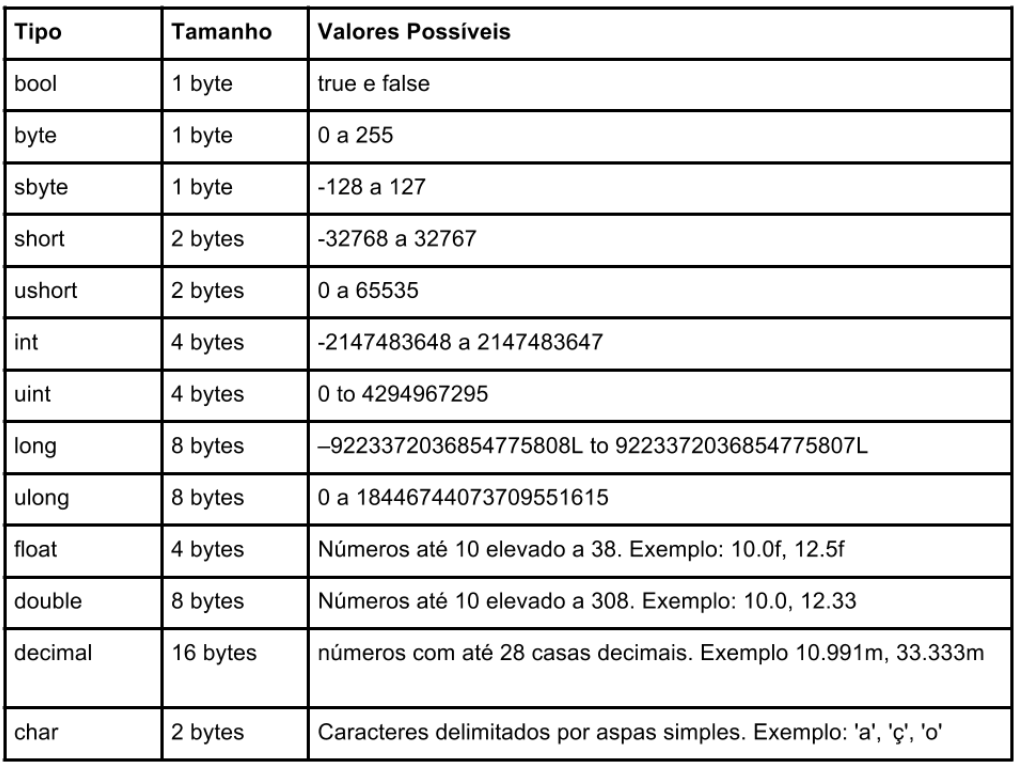 Tipo Tamanho Valores Possíveis
bool 1 byte true e false
byte 1 byte 0 a 255
sbyte 1 byte -128 a 127
short 2 bytes -32768 a 32767
ushort 2 bytes 0 a 65535
int 4 bytes -2147483648 a 2147483647
uint 4 bytes 0 to 4294967295
long 8 bytes –9223372036854775808L to 9223372036854775807L
ulong 8 bytes 0 a 18446744073709551615
float 4 bytes Números até 10 elevado a 38. Exemplo: 10.0f, 12.5f
double 8 bytes Números até 10 elevado a 308. Exemplo: 10.0, 12.33
decimal 16 bytes números com até 28 casas decimais. Exemplo 10.991m, 33.333m
char 2 bytes Caracteres delimitados por aspas simples. Exemplo: 'a', 'ç', 'o'